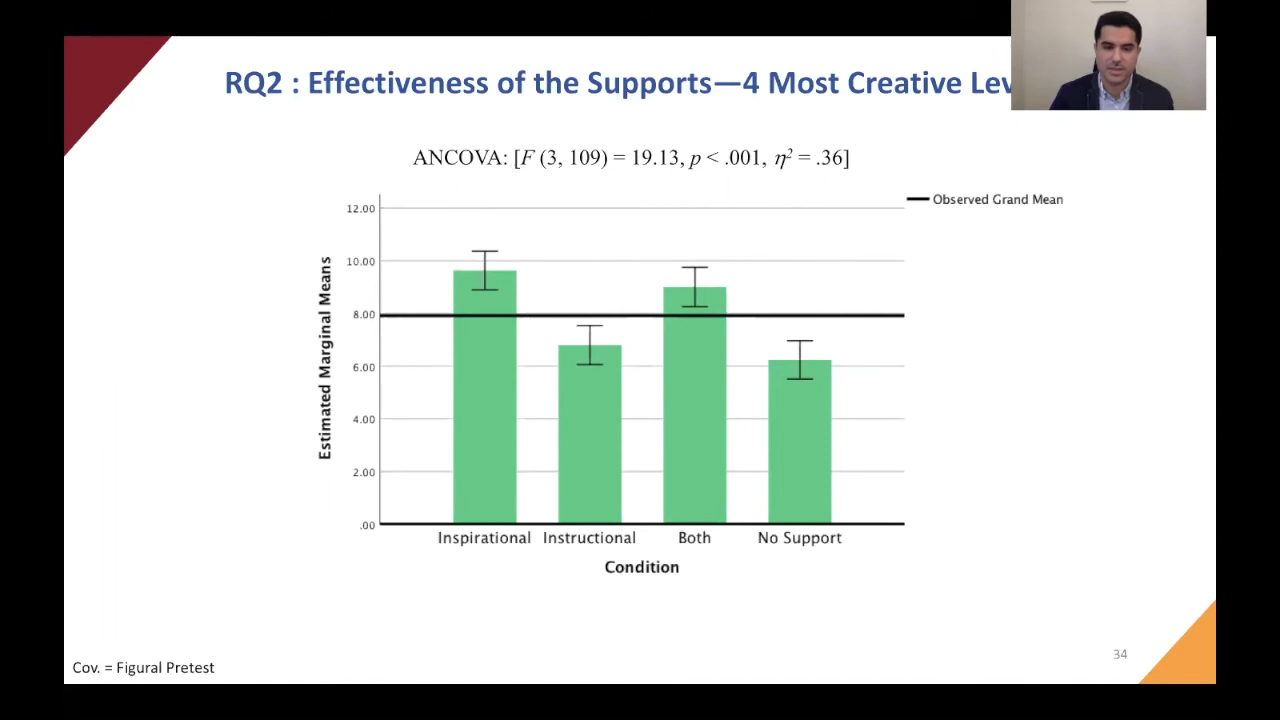 RQ2 : Effectiveness of the Supports—4 Most Creative
ANCOVA: [F (3, 109) = 19.13, p < .001, η² = .36]
Observed Grand Mean
12.00
10.00
8.00
6.00
4.00
2.00
.00
Estimated Marginal Means
Inspirational Instructional Both No Support
Condition
34
Cov. = Figural Pretest